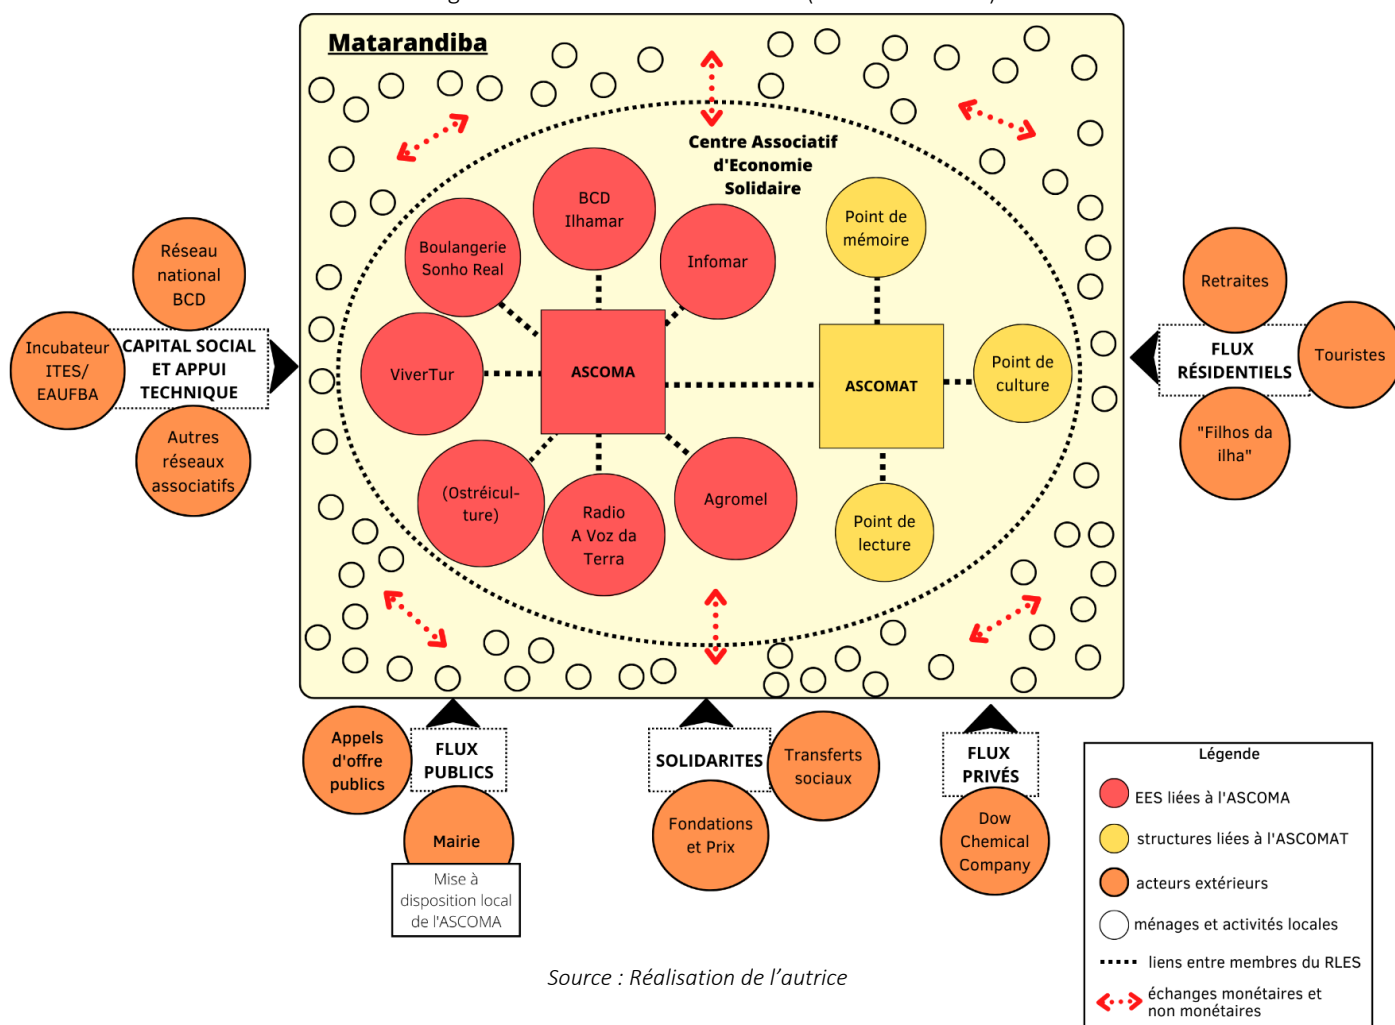 Matarandiba
Centre Associatif
d'Economie
Solidaire
BCD
Ilhamar
Boulangerie
Sonho Real
Infomar
ViverTur
ASCOMA
(Ostréicul-
ture)
Radio
A Voz da
Terra
Agromel
Point de
mémoire
ASCOMAT
Point de
culture
Point de
lecture
Réseau
national
BCD
Incubateur
ITES/
EAUFBA
CAPITAL SOCIAL
ET APPUI
TECHNIQUE
Autres
réseaux
associatifs
Retraites
FLUX
RÉSIDENTIELS
Touristes
"Filhos da
ilha"
Appels
d'offre
publics
FLUX
PUBLICS
Mairie
Mise à
disposition local
de l'ASCOMA
SOLIDARITES
Transferts
sociaux
Fondations
et Prix
FLUX
PRIVÉS
Dow
Chemical
Company
Légende
EES liées à l'ASCOMA
structures liées à l'ASCOMAT
acteurs extérieurs
ménages et activités locales
liens entre membres du RLES
échanges monétaires et
non monétaires
Source : Réalisation de l'autrice